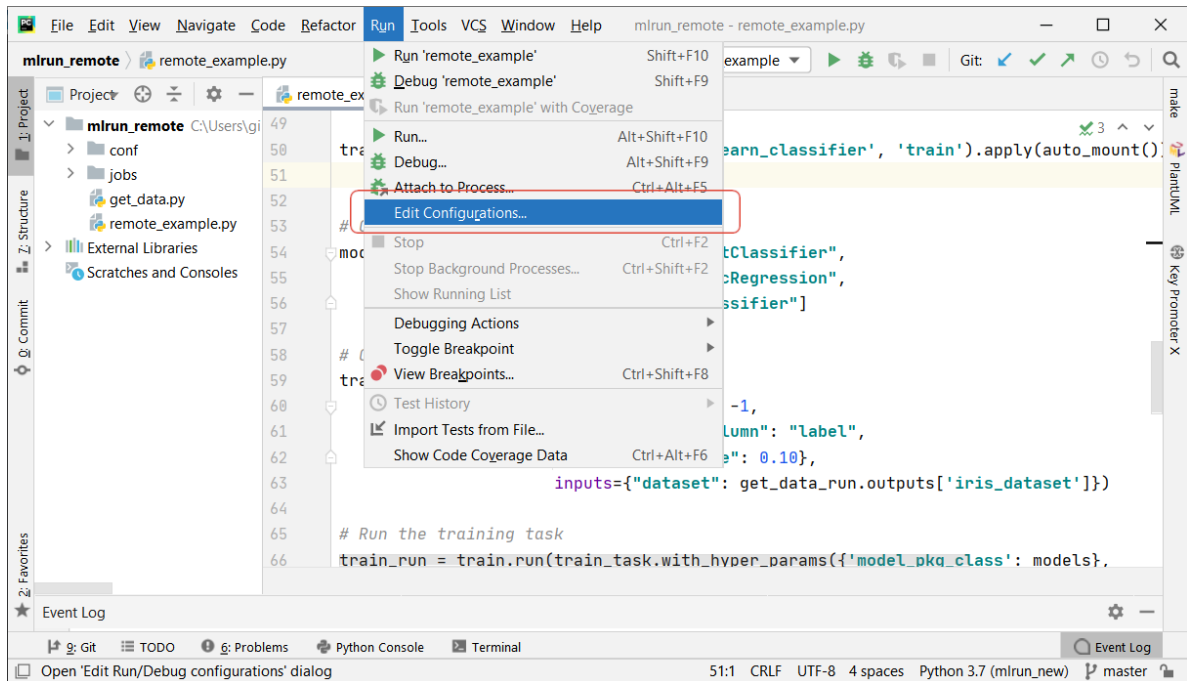 File Edit View Navigate Code Refactor Run Tools VCS Window Help mlrun_remote - remote_example.py
mlrun_remote remote_example.py
example
Git:
Project
remote_ex
1: Project
Z: Structure
0: Commit
2: Favorites
mlrun_remote C:\Users\gi
conf
jobs
get_data.py
remote_example.py
External Libraries
Scratches and Consoles
Run 'remote_example' Shift+F10
Debug 'remote_example' Shift+F9
Run 'remote_example' with Coverage
Run... Alt+Shift+F10
Debug... Alt+Shift+F9
Attach to Process... Ctrl+Alt+F5
Edit Configurations...
Stop Ctrl+F2
Stop Background Processes... Ctrl+Shift+F2
Show Running List
Debugging Actions
Toggle Breakpoint
View Breakpoints... Ctrl+Shift+F8
Test History
Import Tests from File...
Show Code Coverage Data Ctrl+Alt+F6
3
49
50 tra earn_classifier', 'train').apply(auto_mount()
51
52
53 #
54 mod tClassifier",
55 cRegression",
56 ssifier"]
57
58 #
59 tra
60 -1,
61 lumn": "label",
62 e": 0.10},
63 inputs={"dataset": get_data_run.outputs['iris_dataset']})
64
65 # Run the training task
66 train_run = train.run(train_task.with_hyper_params({'model_pkg_class': models},
make
PlantUML
Key Promoter X
Event Log
9: Git TODO 6: Problems Python Console Terminal Event Log
Open 'Edit Run/Debug configurations' dialog 51:1 CRLF UTF-8 4 spaces Python 3.7 (mlrun_new) master